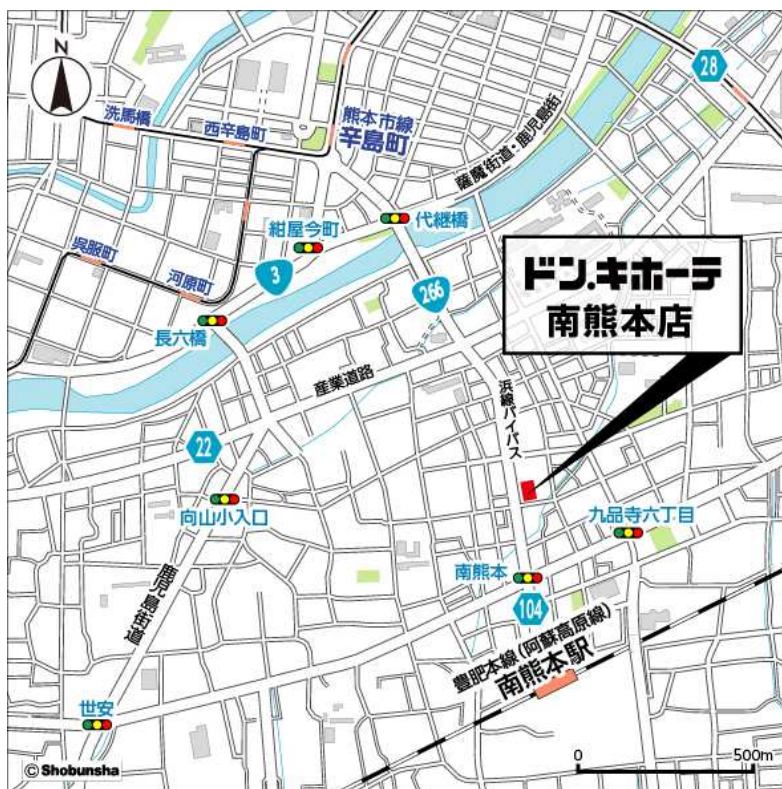 N
28
洗馬橋
西辛島町
熊本市線
辛島町
薩摩街道・鹿児島街
代継橋
紺屋今町
呉服町
河原町
3
266
ドン.キホーテ
南熊本店
長六橋
産業道路
浜線バイパス
22
向山小入口
九品寺六丁目
鹿児島街道
南熊本
104
豊肥本線(阿蘇高原線)
南熊本駅
世安
0
500m
© Shobunsha